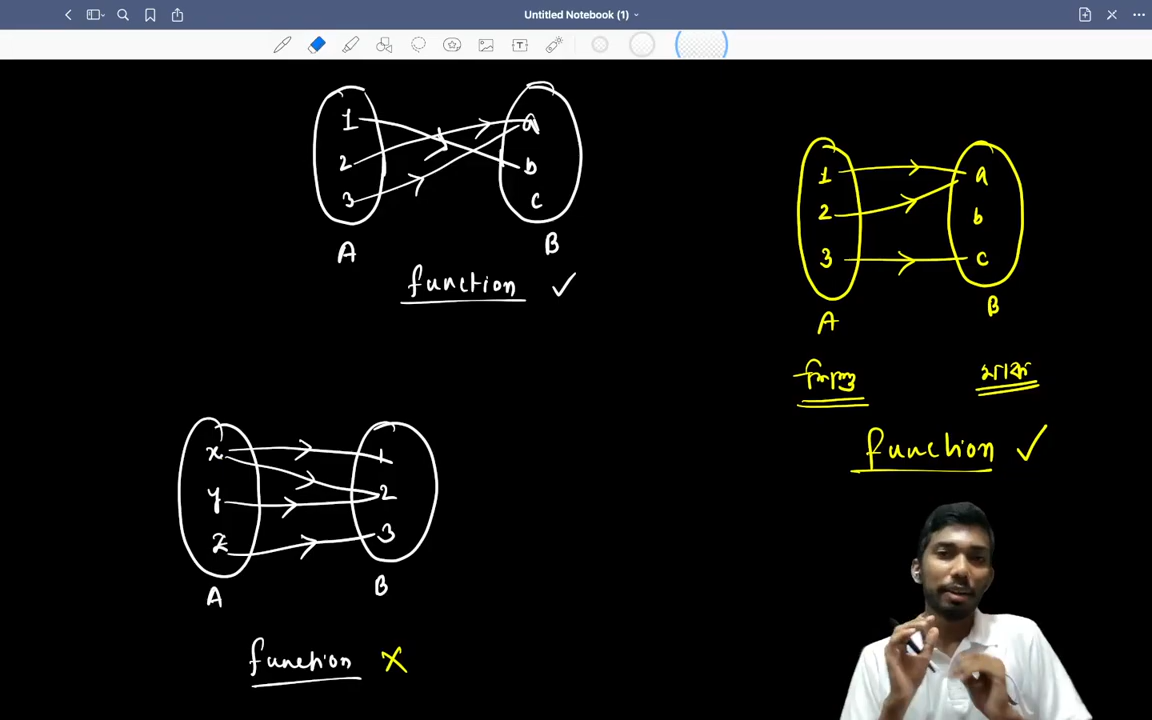 Untitled Notebook (1)
1
2
3
A
a
b
c
B
function ✓
1
2
3
A
a
b
c
B
function ✓
x
y
z
A
1
2
3
B
function ✗